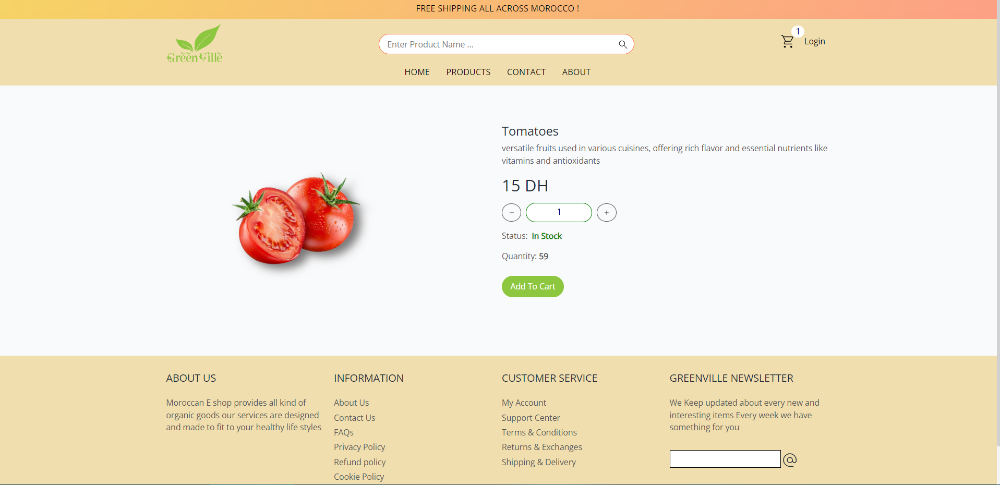 FREE SHIPPING ALL ACROSS MOROCCO !
GreenVille
Enter Product Name ...
1
Login
HOME PRODUCTS CONTACT ABOUT
Tomatoes
versatile fruits used in various cuisines, offering rich flavor and essential nutrients like
vitamins and antioxidants
15 DH
− 1 +
Status: In Stock
Quantity: 59
Add To Cart
ABOUT US
Moroccan E shop provides all kind of
organic goods our services are designed
and made to fit to your healthy life styles
INFORMATION
About Us
Contact Us
FAQs
Privacy Policy
Refund policy
Cookie Policy
CUSTOMER SERVICE
My Account
Support Center
Terms & Conditions
Returns & Exchanges
Shipping & Delivery
GREENVILLE NEWSLETTER
We Keep updated about every new and
interesting items Every week we have
something for you
@